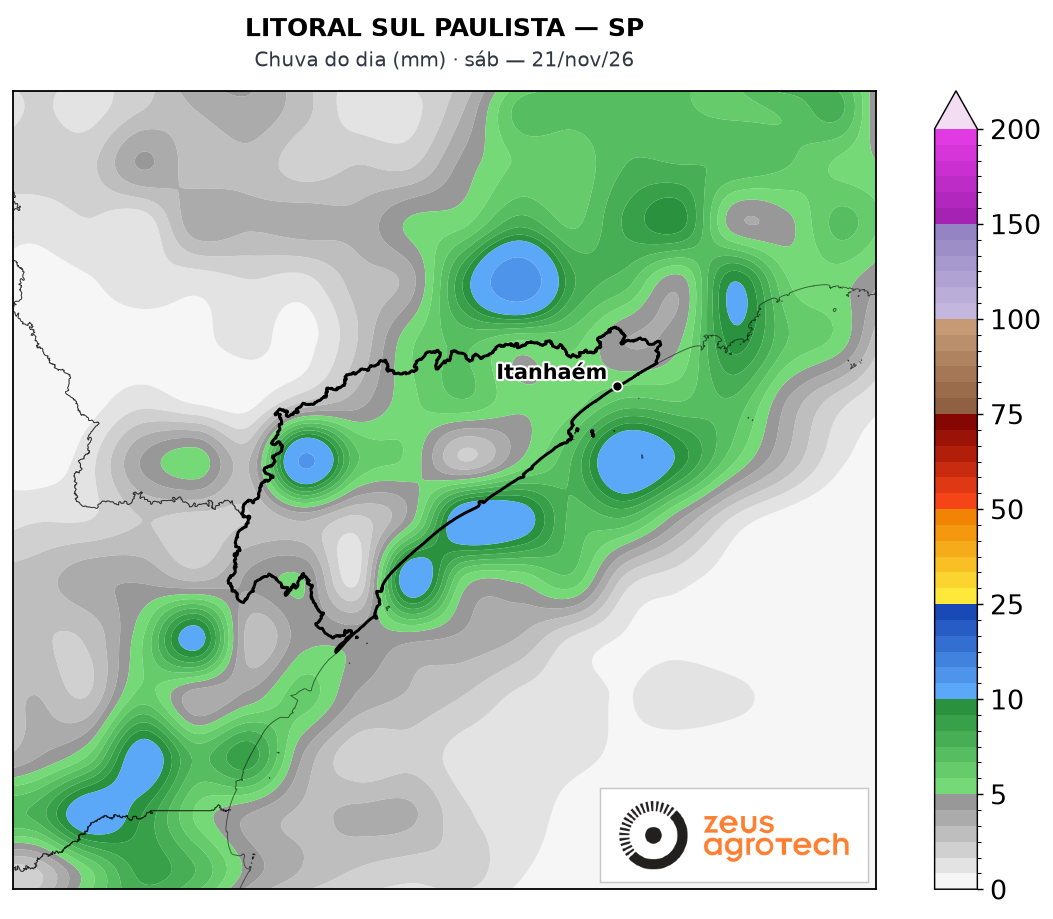 LITORAL SUL PAULISTA — SP
Chuva do dia (mm) · sáb — 21/nov/26
Itanhaém
200
150
100
75
50
25
10
5
0
zeus
agrotech